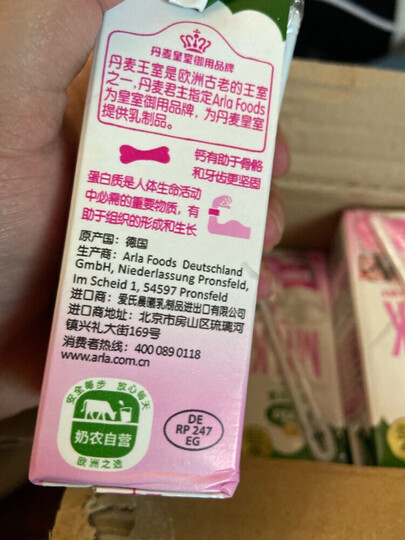 丹麦皇室御用品牌
丹麦王室是欧洲古老的王室
之一,丹麦君主指定Arla Foods
为皇室御用品牌，为丹麦皇室
提供乳制品。
钙有助于骨骼
和牙齿更坚固
蛋白质是人体生命活动
中必需的重要物质，有
助于组织的形成和生长
原产国：德国
生产商：Arla Foods Deutschland
GmbH, Niederlassung Pronsfeld,
Im Scheid 1, 54597 Pronsfeld
进口商：爱氏晨曦乳制品进出口有限公司
进口商地址：北京市房山区琉璃河
镇兴礼大街169号
消费者热线：400 089 0118
www.arla.com.cn
安全每步 放心每天
奶农自营
欧洲之选
DE
RP 247
EG